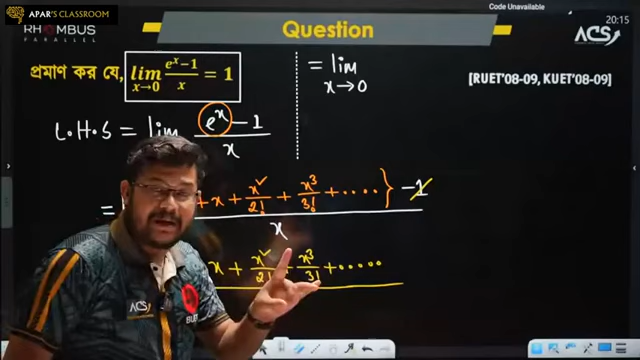 APAR'S CLASSROOM
Code Unavailable
RHOMBUS
PARALLEL
Question
20:15
ACS
প্রমাণ কর যে, lim x→0 (e^x−1)/x = 1
= lim x→0
[RUET'08-09, KUET'08-09]
L.H.S = lim (e^x − 1)/x
= + x + x²/2! + x³/3! + ....} − 1
x
x + x²/2! + x³/3! + .....
ACS